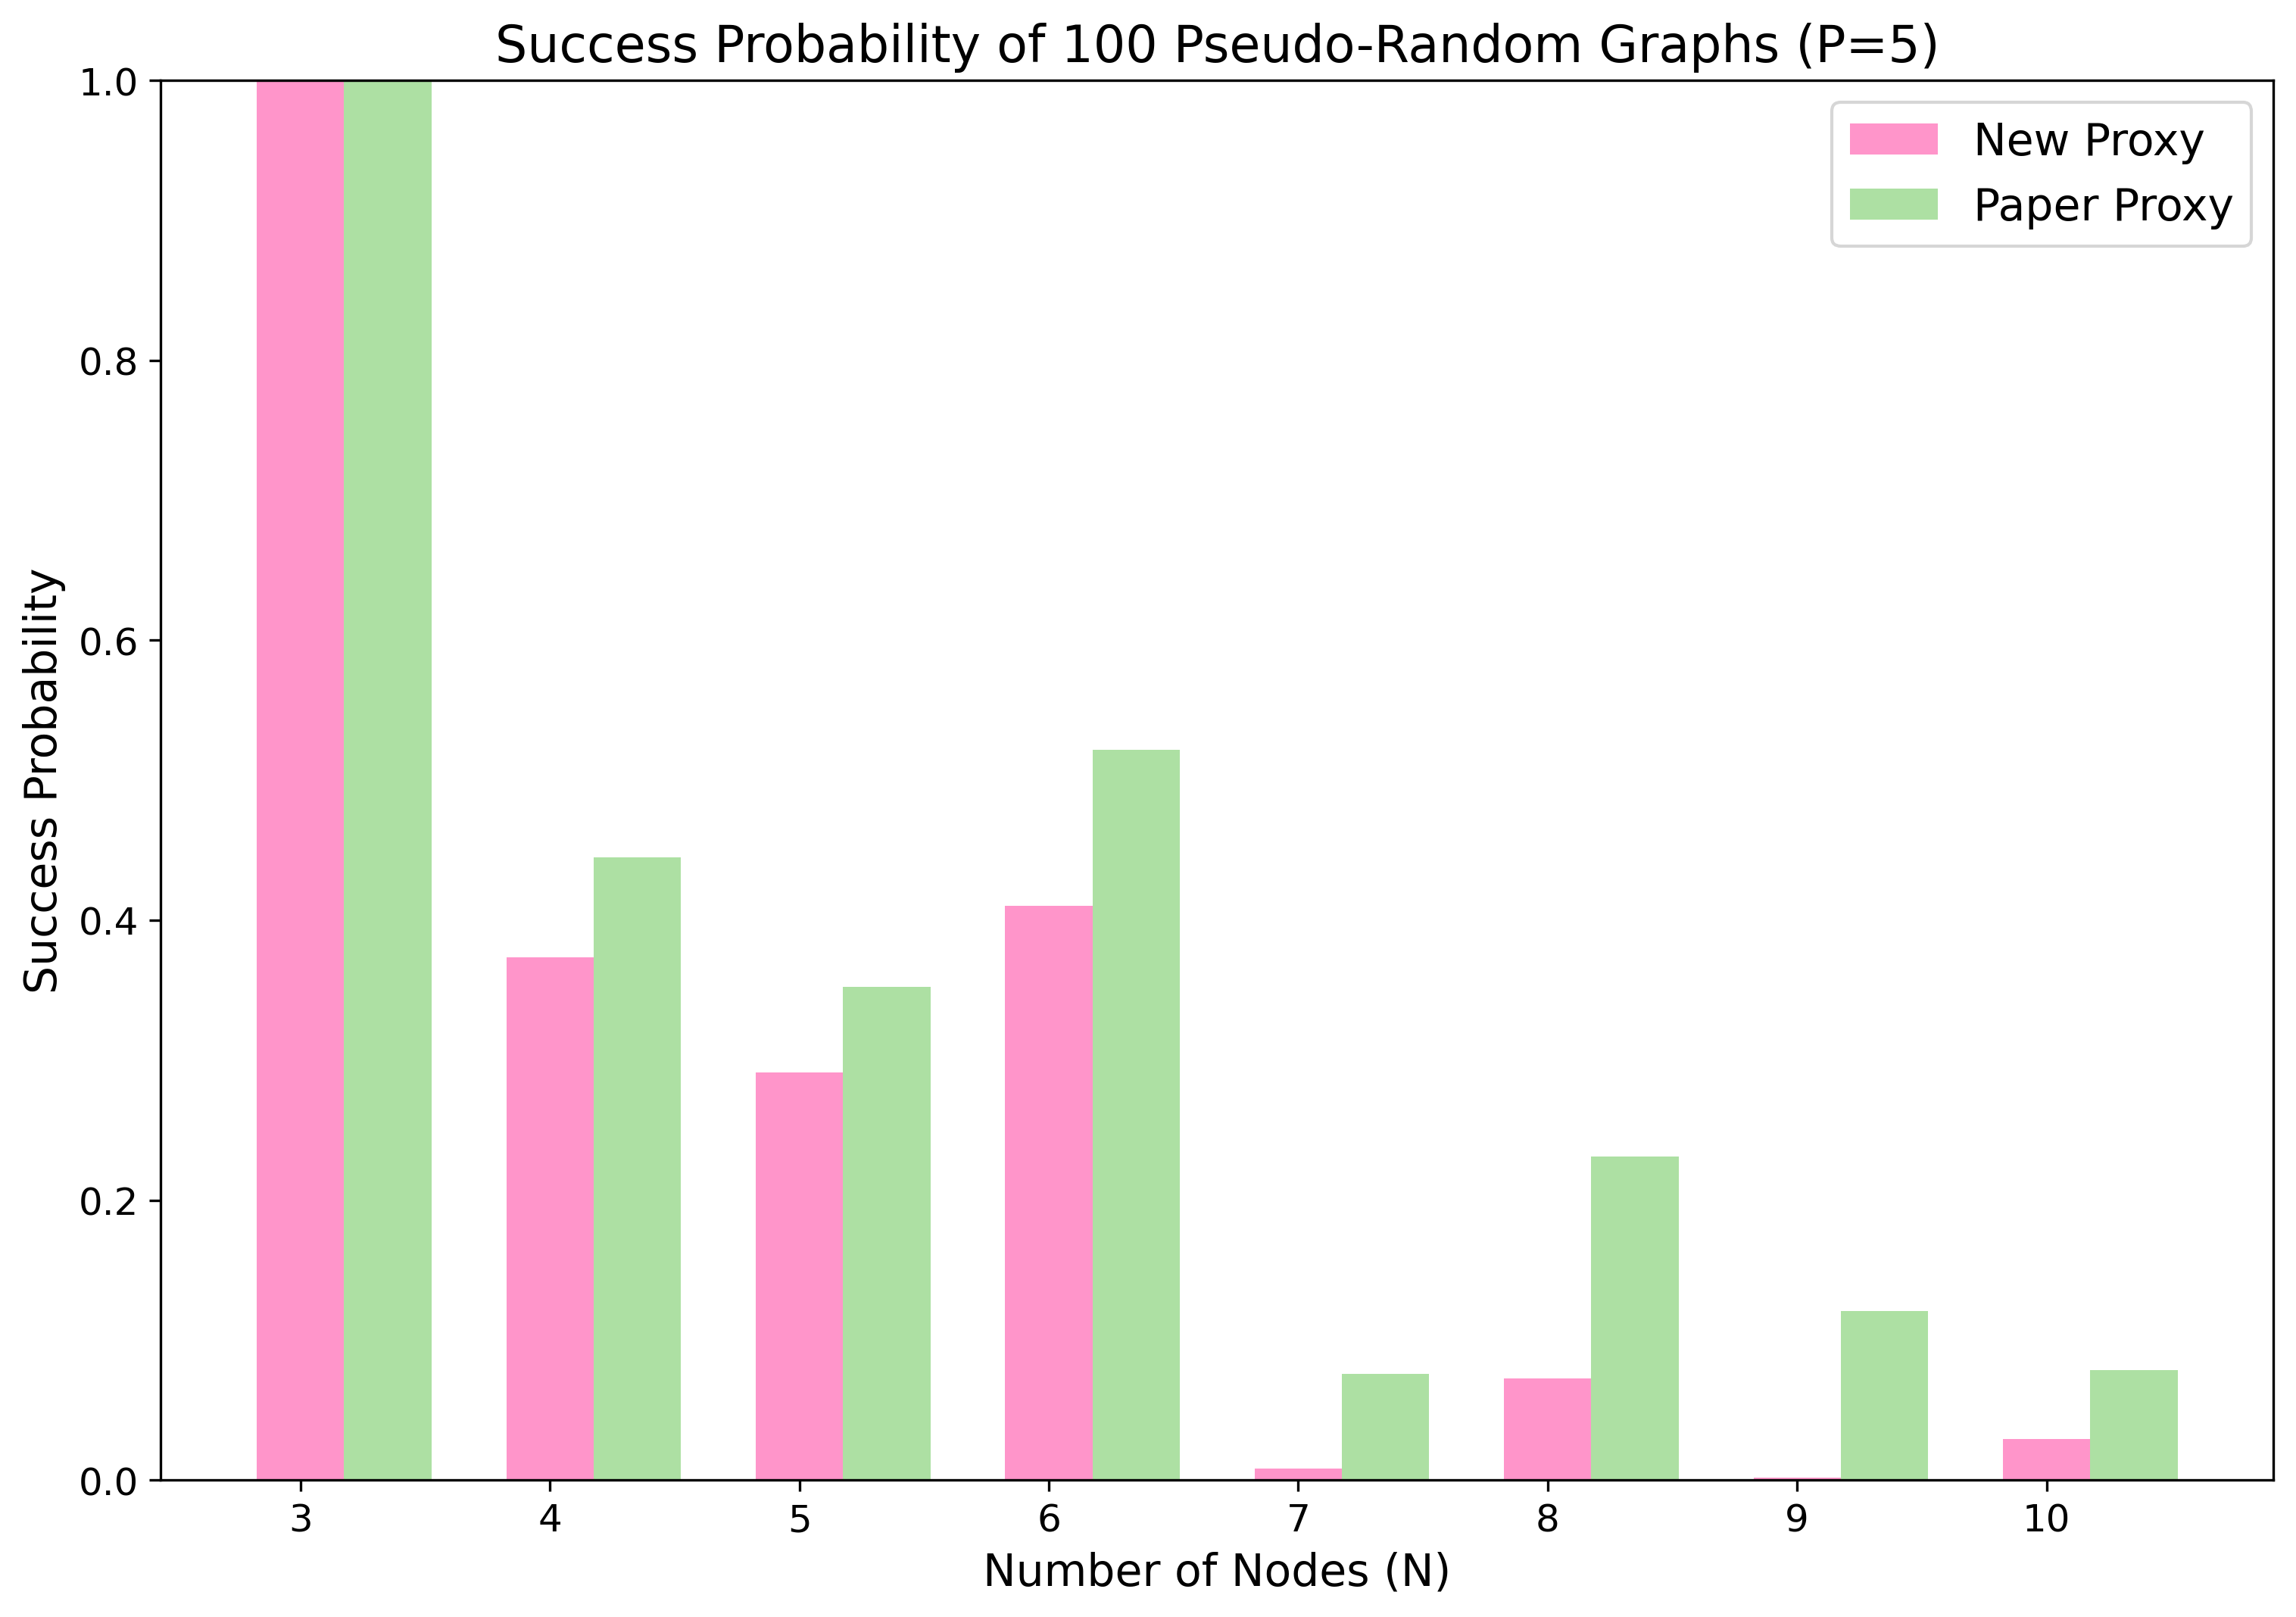 Success Probability of 100 Pseudo-Random Graphs (P=5)
New Proxy
Paper Proxy
Success Probability
1.0
0.8
0.6
0.4
0.2
0.0
3 4 5 6 7 8 9 10
Number of Nodes (N)